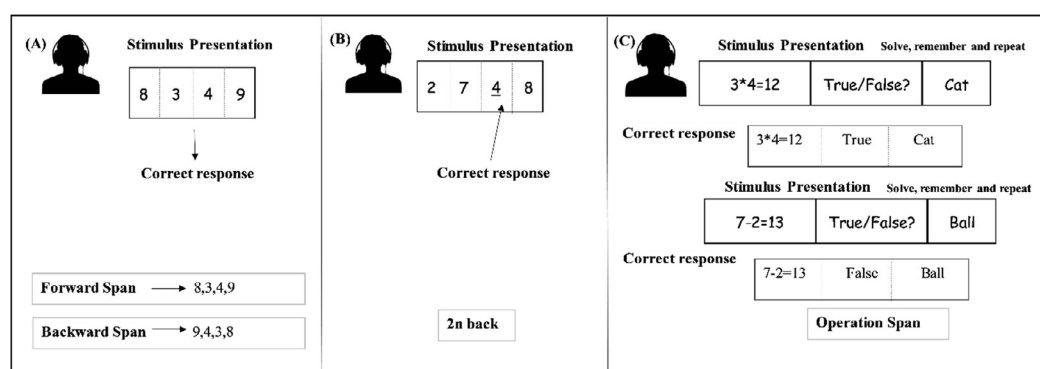 (A)
Stimulus Presentation
8 3 4 9
Correct response
Forward Span 8,3,4,9
Backward Span 9,4,3,8
(B)
Stimulus Presentation
2 7 4 8
Correct response
2n back
(C)
Stimulus Presentation Solve, remember and repeat
3*4=12 True/False? Cat
Correct response
3*4=12 True Cat
Stimulus Presentation Solve, remember and repeat
7-2=13 True/False? Ball
Correct response
7-2=13 False Ball
Operation Span